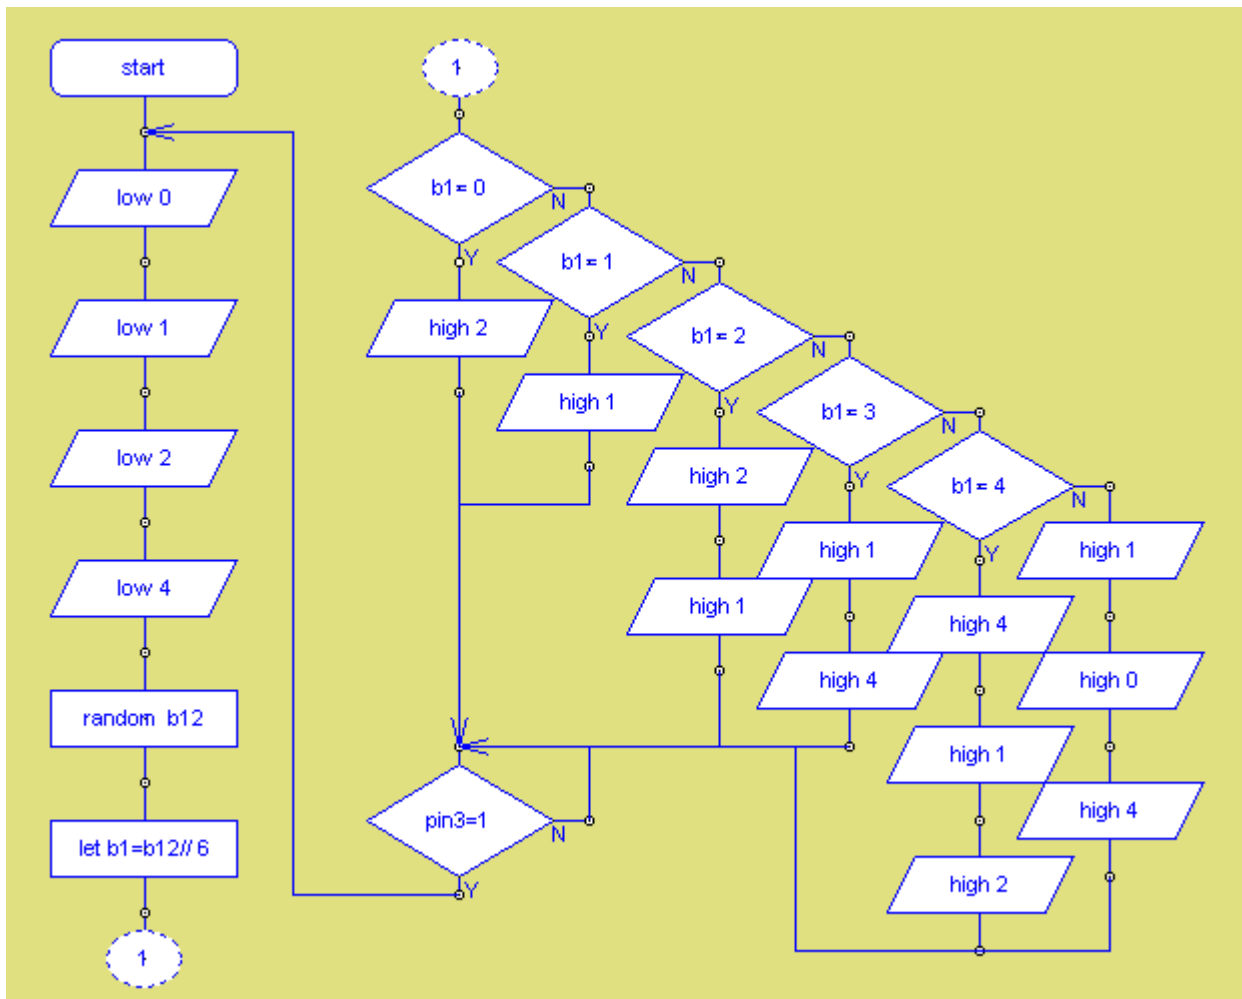 start
low 0
low 1
low 2
low 4
random b12
let b1=b12// 6
1
1
b1= 0
N
Y
high 2
b1= 1
N
Y
high 1
b1= 2
N
Y
high 2
high 1
b1= 3
N
Y
high 1
high 4
b1= 4
N
Y
high 4
high 1
high 2
high 1
high 0
high 4
pin3=1
N
Y